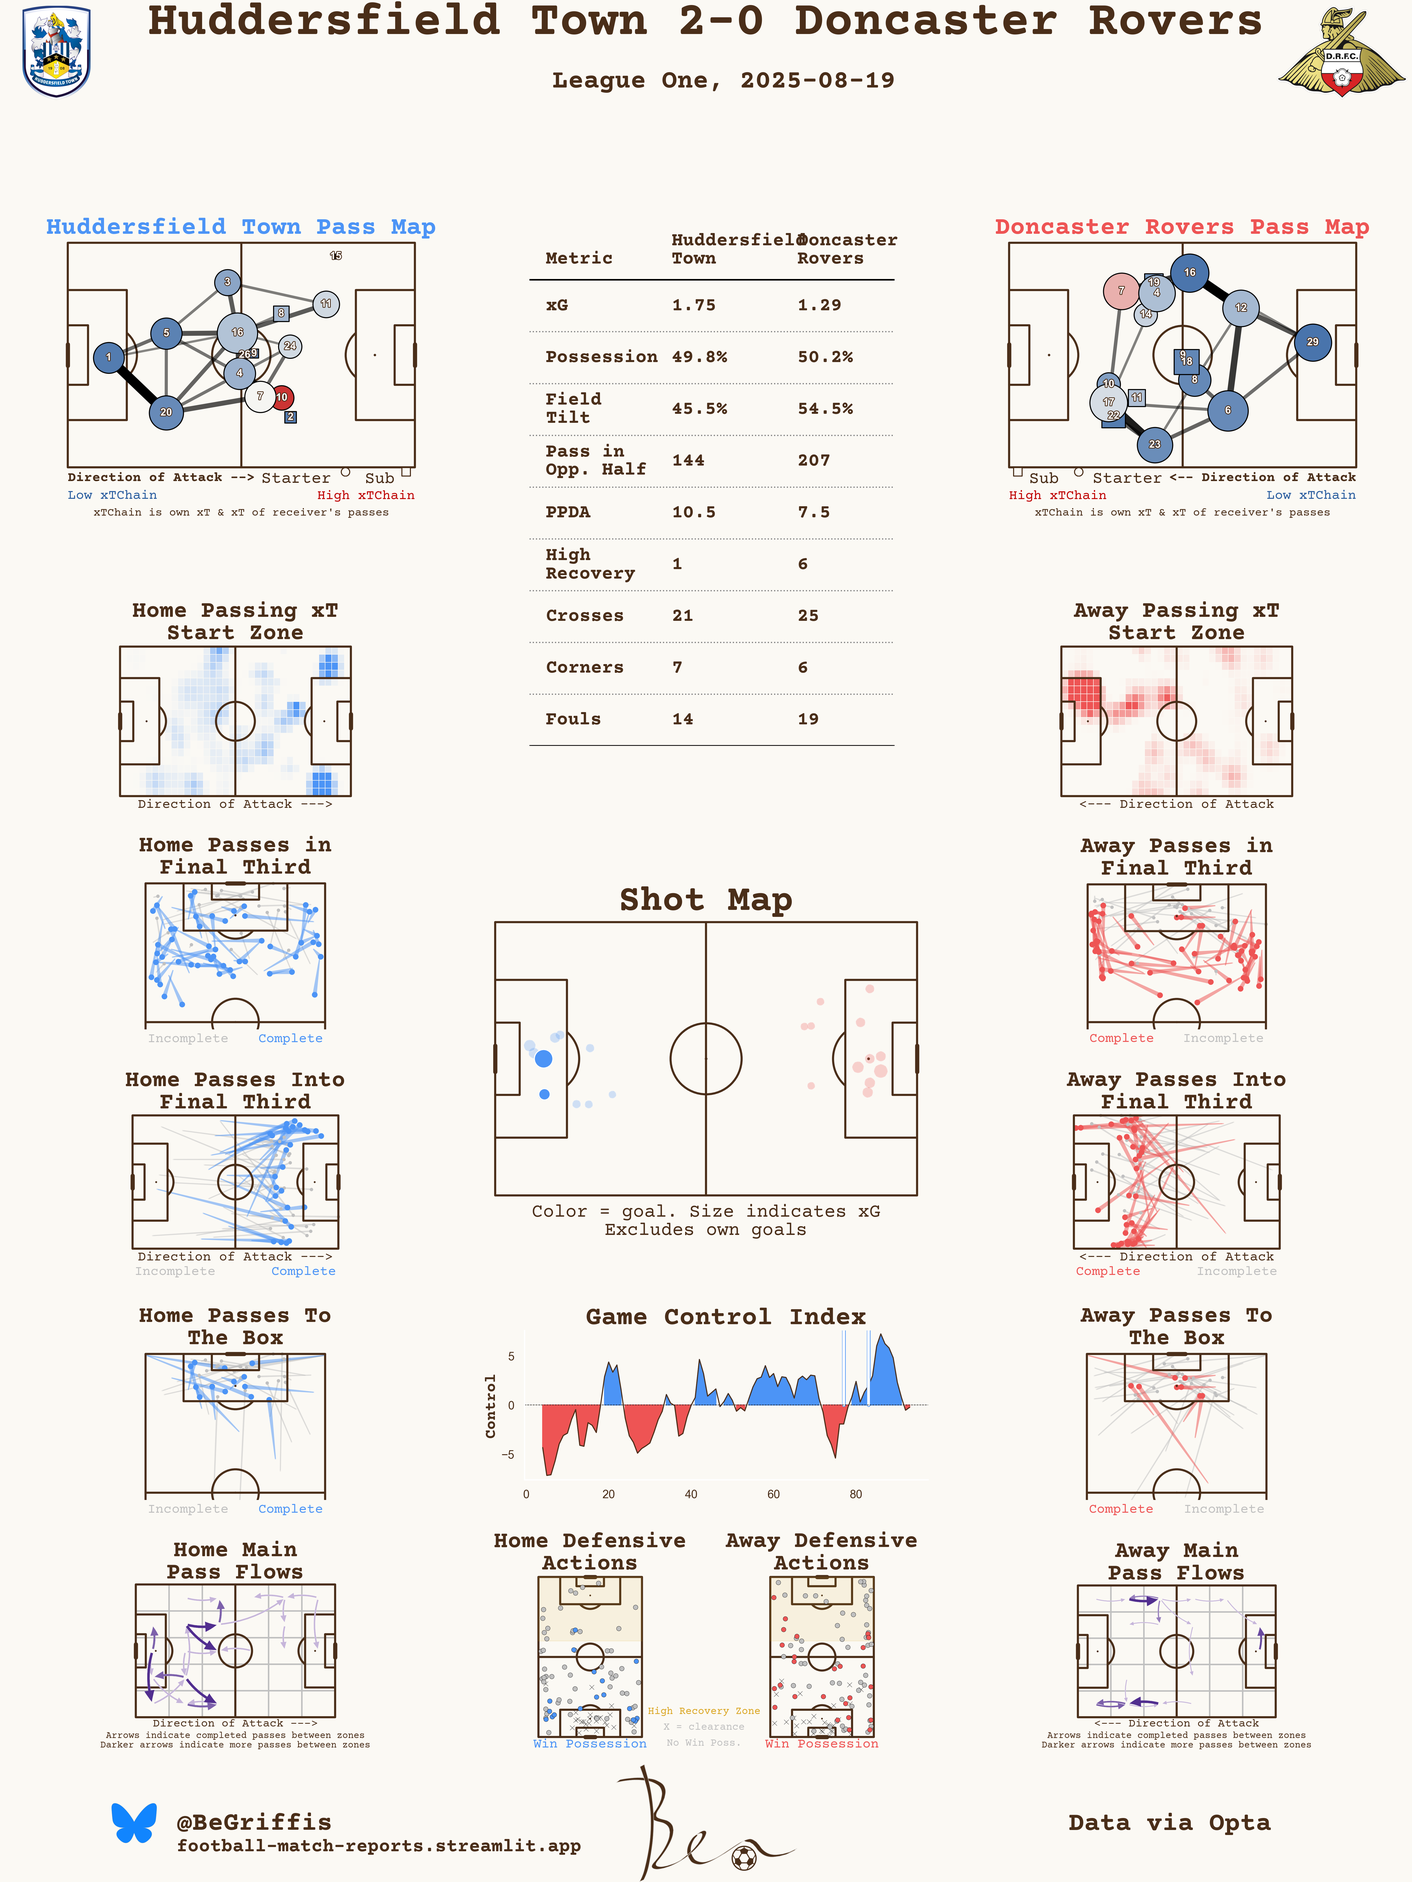 Huddersfield Town 2-0 Doncaster Rovers
League One, 2025-08-19
HUDDERSFIELD TOWN
D.R.F.C.
Huddersfield Town Pass Map
15
3
11
8
5
16
24
1
26
9
4
7
10
20
2
Direction of Attack --> Starter Sub
Low xTChain High xTChain
xTChain is own xT & xT of receiver's passes
Metric Huddersfield Town Doncaster Rovers
xG 1.75 1.29
Possession 49.8% 50.2%
Field Tilt 45.5% 54.5%
Pass in Opp. Half 144 207
PPDA 10.5 7.5
High Recovery 1 6
Crosses 21 25
Corners 7 6
Fouls 14 19
Doncaster Rovers Pass Map
16
19
7
4
12
14
29
9
18
10
8
11
17
6
22
23
Sub Starter <-- Direction of Attack
High xTChain Low xTChain
xTChain is own xT & xT of receiver's passes
Home Passing xT
Start Zone
Direction of Attack --->
Away Passing xT
Start Zone
<--- Direction of Attack
Home Passes in
Final Third
Incomplete Complete
Away Passes in
Final Third
Complete Incomplete
Shot Map
Color = goal. Size indicates xG
Excludes own goals
Home Passes Into
Final Third
Direction of Attack --->
Incomplete Complete
Away Passes Into
Final Third
<--- Direction of Attack
Complete Incomplete
Home Passes To
The Box
Incomplete Complete
Game Control Index
Control
5
0
−5
0 20 40 60 80
Away Passes To
The Box
Complete Incomplete
Home Main
Pass Flows
Direction of Attack --->
Arrows indicate completed passes between zones
Darker arrows indicate more passes between zones
Home Defensive
Actions
Win Possession
Away Defensive
Actions
Win Possession
High Recovery Zone
X = clearance
No Win Poss.
Away Main
Pass Flows
<--- Direction of Attack
Arrows indicate completed passes between zones
Darker arrows indicate more passes between zones
@BeGriffis
football-match-reports.streamlit.app
Ben
Data via Opta